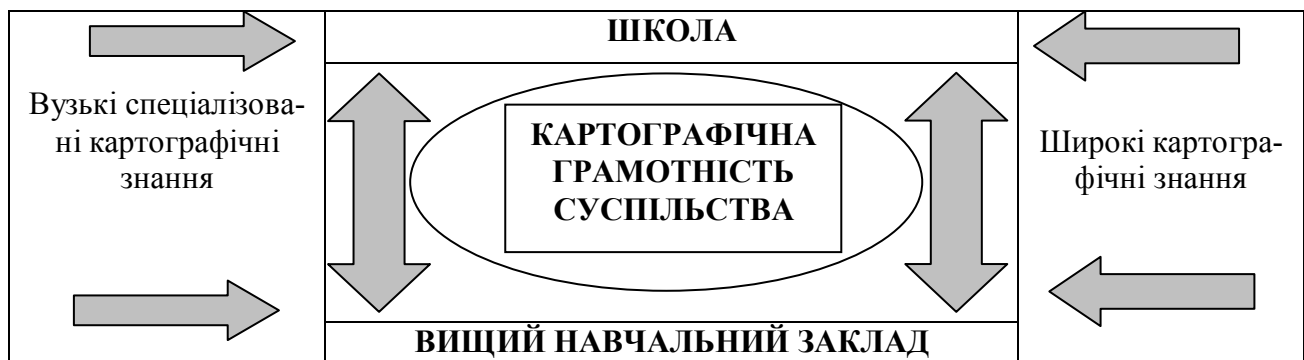 ШКОЛА
Вузькі спеціалізова-
ні картографічні
знання
КАРТОГРАФІЧНА
ГРАМОТНІСТЬ
СУСПІЛЬСТВА
Широкі картогра-
фічні знання
ВИЩИЙ НАВЧАЛЬНИЙ ЗАКЛАД